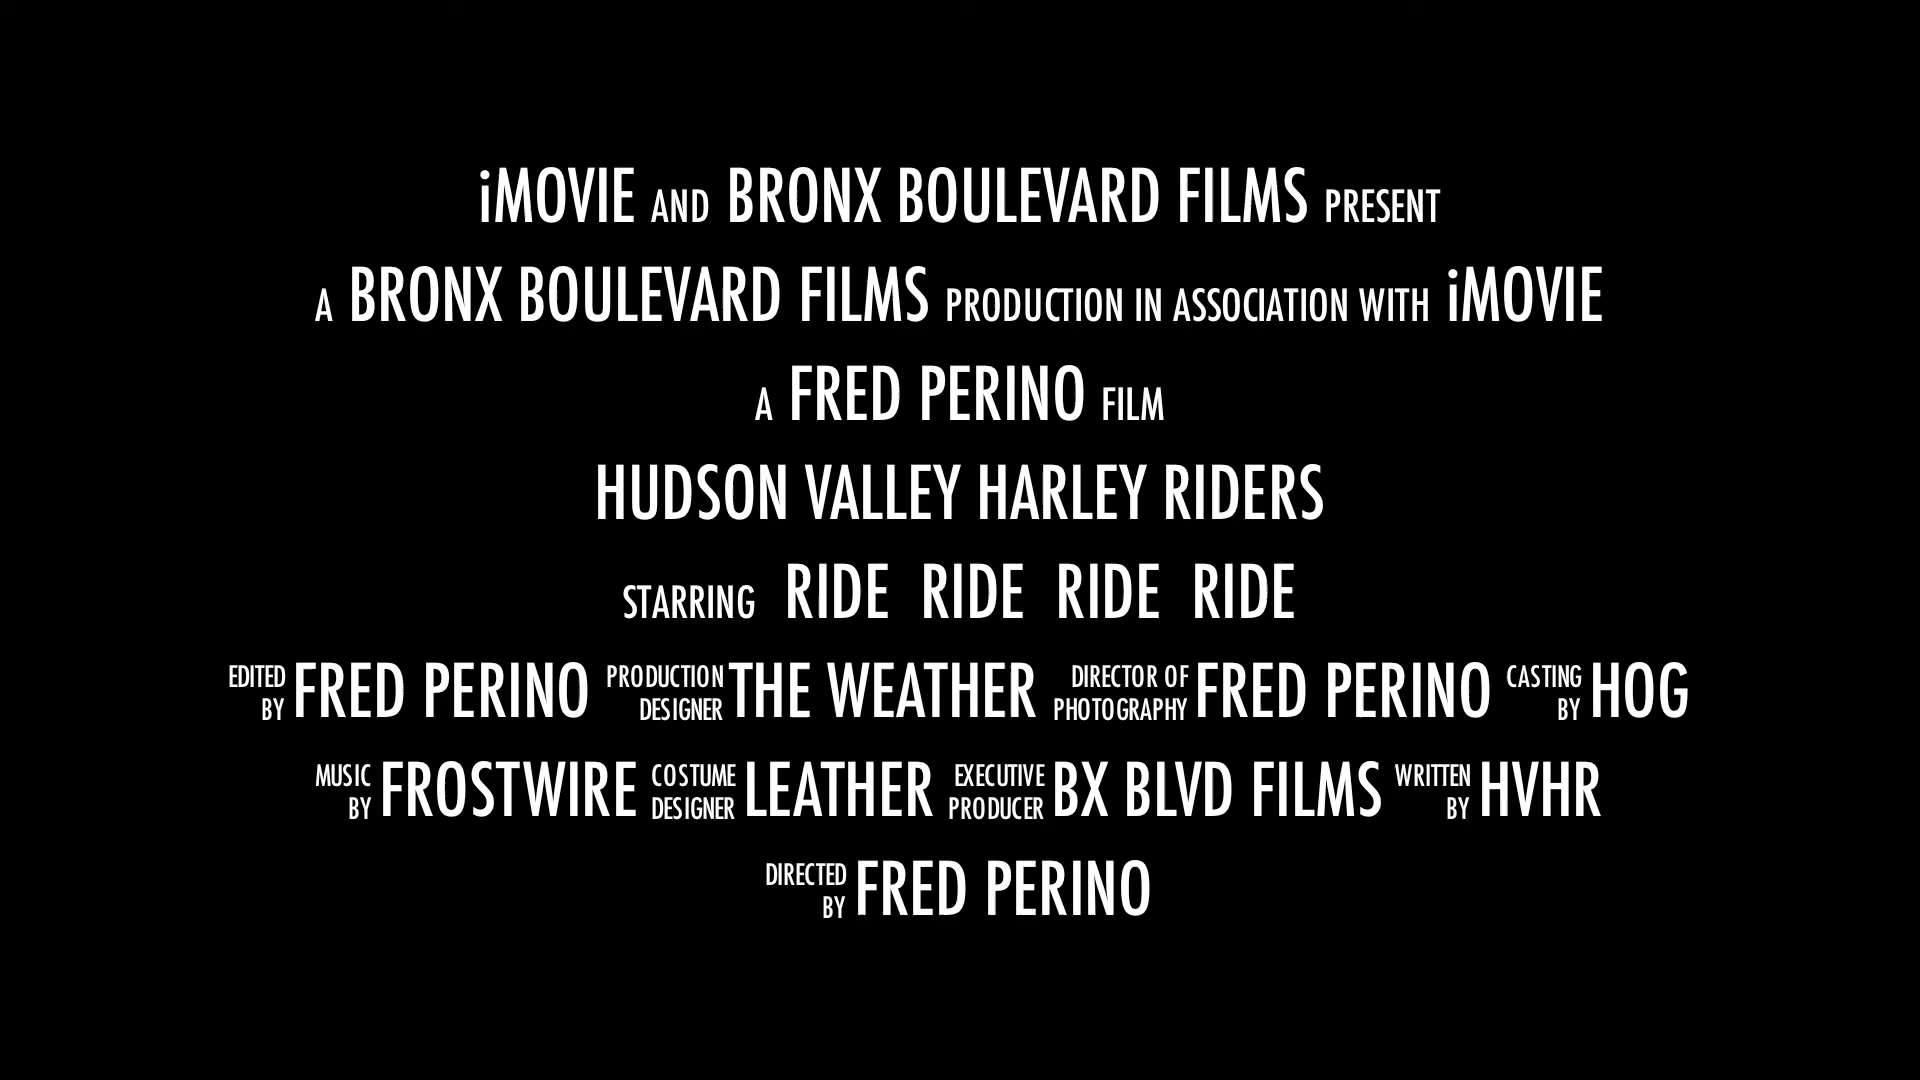 iMOVIE AND BRONX BOULEVARD FILMS PRESENT
A BRONX BOULEVARD FILMS PRODUCTION IN ASSOCIATION WITH iMOVIE
A FRED PERINO FILM
HUDSON VALLEY HARLEY RIDERS
STARRING RIDE RIDE RIDE RIDE
EDITED BY FRED PERINO PRODUCTION DESIGNER THE WEATHER DIRECTOR OF PHOTOGRAPHY FRED PERINO CASTING BY HOG
MUSIC BY FROSTWIRE COSTUME DESIGNER LEATHER EXECUTIVE PRODUCER BX BLVD FILMS WRITTEN BY HVHR
DIRECTED BY FRED PERINO